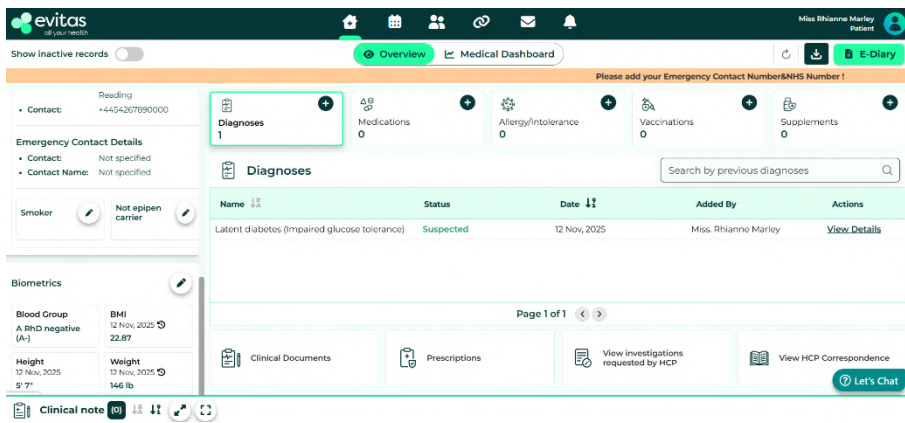 evitas
all your health
Miss Rhianne Marley
Patient
Show inactive records
Overview
Medical Dashboard
E-Diary
Please add your Emergency Contact Number&NHS Number !
Reading
• Contact: +4454267890000
Emergency Contact Details
• Contact: Not specified
• Contact Name: Not specified
Smoker
Not epipen
carrier
Biometrics
Blood Group
A RhD negative
(A-)
BMI
12 Nov, 2025
22.87
Height
12 Nov, 2025
5' 7"
Weight
12 Nov, 2025
146 lb
Diagnoses
1
Medications
0
Allergy/Intolerance
0
Vaccinations
0
Supplements
0
Diagnoses
Search by previous diagnoses
Name Status Date Added By Actions
Latent diabetes (Impaired glucose tolerance) Suspected 12 Nov, 2025 Miss. Rhianne Marley View Details
Page 1 of 1
Clinical Documents
Prescriptions
View investigations
requested by HCP
View HCP Correspondence
Let's Chat
Clinical note (0)